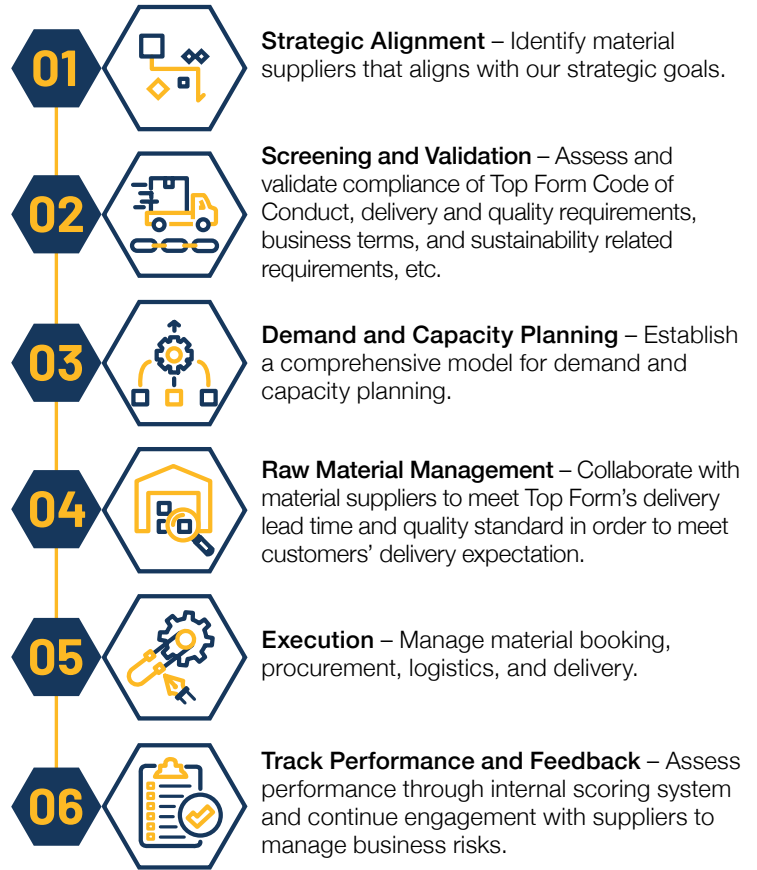 01
Strategic Alignment – Identify material
suppliers that aligns with our strategic goals.
02
Screening and Validation – Assess and
validate compliance of Top Form Code of
Conduct, delivery and quality requirements,
business terms, and sustainability related
requirements, etc.
03
Demand and Capacity Planning – Establish
a comprehensive model for demand and
capacity planning.
04
Raw Material Management – Collaborate with
material suppliers to meet Top Form’s delivery
lead time and quality standard in order to meet
customers’ delivery expectation.
05
Execution – Manage material booking,
procurement, logistics, and delivery.
06
Track Performance and Feedback – Assess
performance through internal scoring system
and continue engagement with suppliers to
manage business risks.